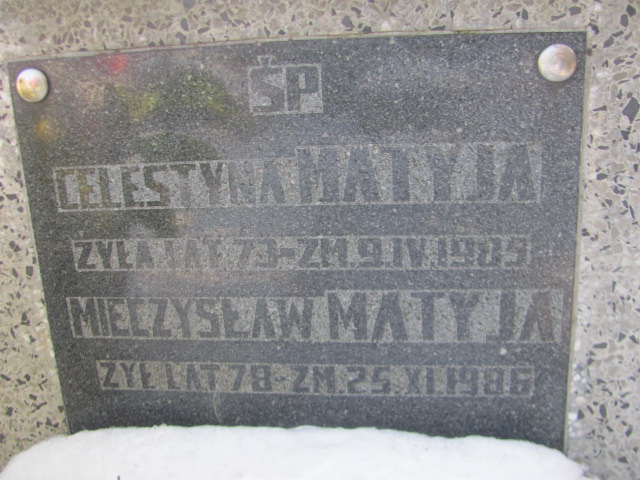 ŚP
CELESTYNA MATYJA
ŻYŁA LAT 73-ZM.9.IV.1985
MIECZYSŁAW MATYJA
ŻYŁ LAT 78-ZM.25.XI.1986